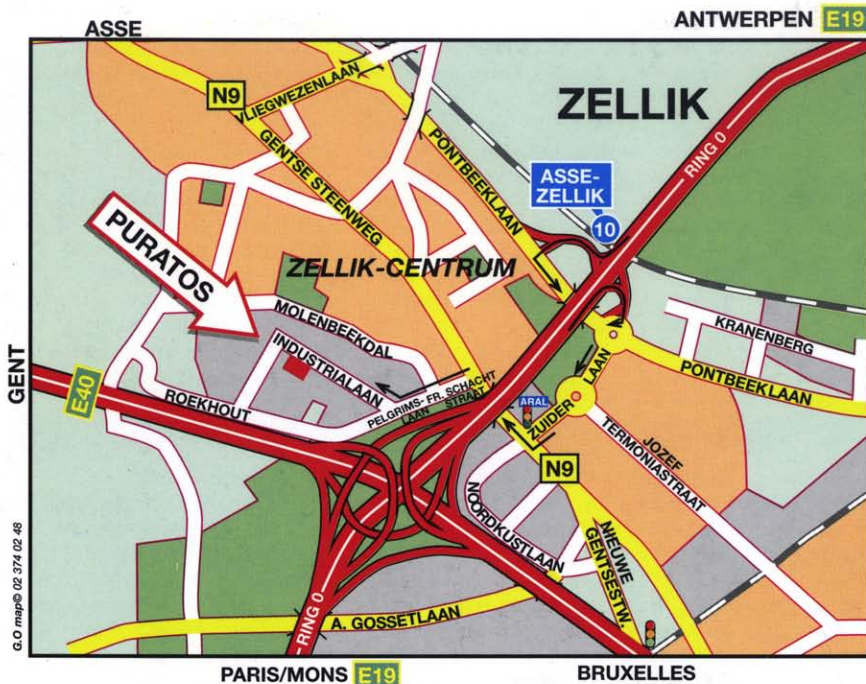 ASSE
ANTWERPEN E19
N9
VLIEGWEZENLAAN
GENTSE STEENWEG
PONTBEEKLAAN
ZELLIK
RING 0
ASSE-
ZELLIK
10
PURATOS
ZELLIK-CENTRUM
MOLENBEEKDAL
INDUSTRIALAAN
KRANENBERG
PONTBEEKLAAN
GENT
E40
ROEKHOUT
PELGRIMS- FR. SCHACHT
LAAN STRAAT
ARAL
ZUIDER LAAN
JOZEF
TERMONIASTRAAT
N9
NOORDKUSTLAAN
NIEUWE
GENTSESTW.
A. GOSSETLAAN
RING 0
G.O map© 02 374 02 48
PARIS/MONS E19
BRUXELLES